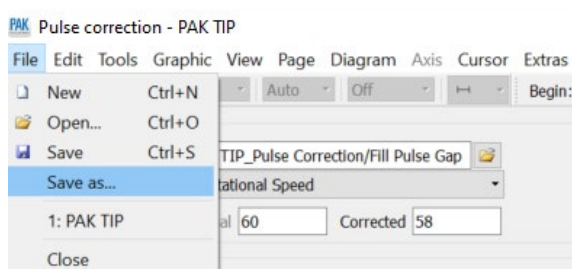 PAK Pulse correction - PAK TIP
File Edit Tools Graphic View Page Diagram Axis Cursor Extras
New Ctrl+N Auto Off Begin:
Open... Ctrl+O
Save Ctrl+S TIP_Pulse Correction/Fill Pulse Gap
Save as... Speed
1: PAK TIP 60 Corrected 58
Close